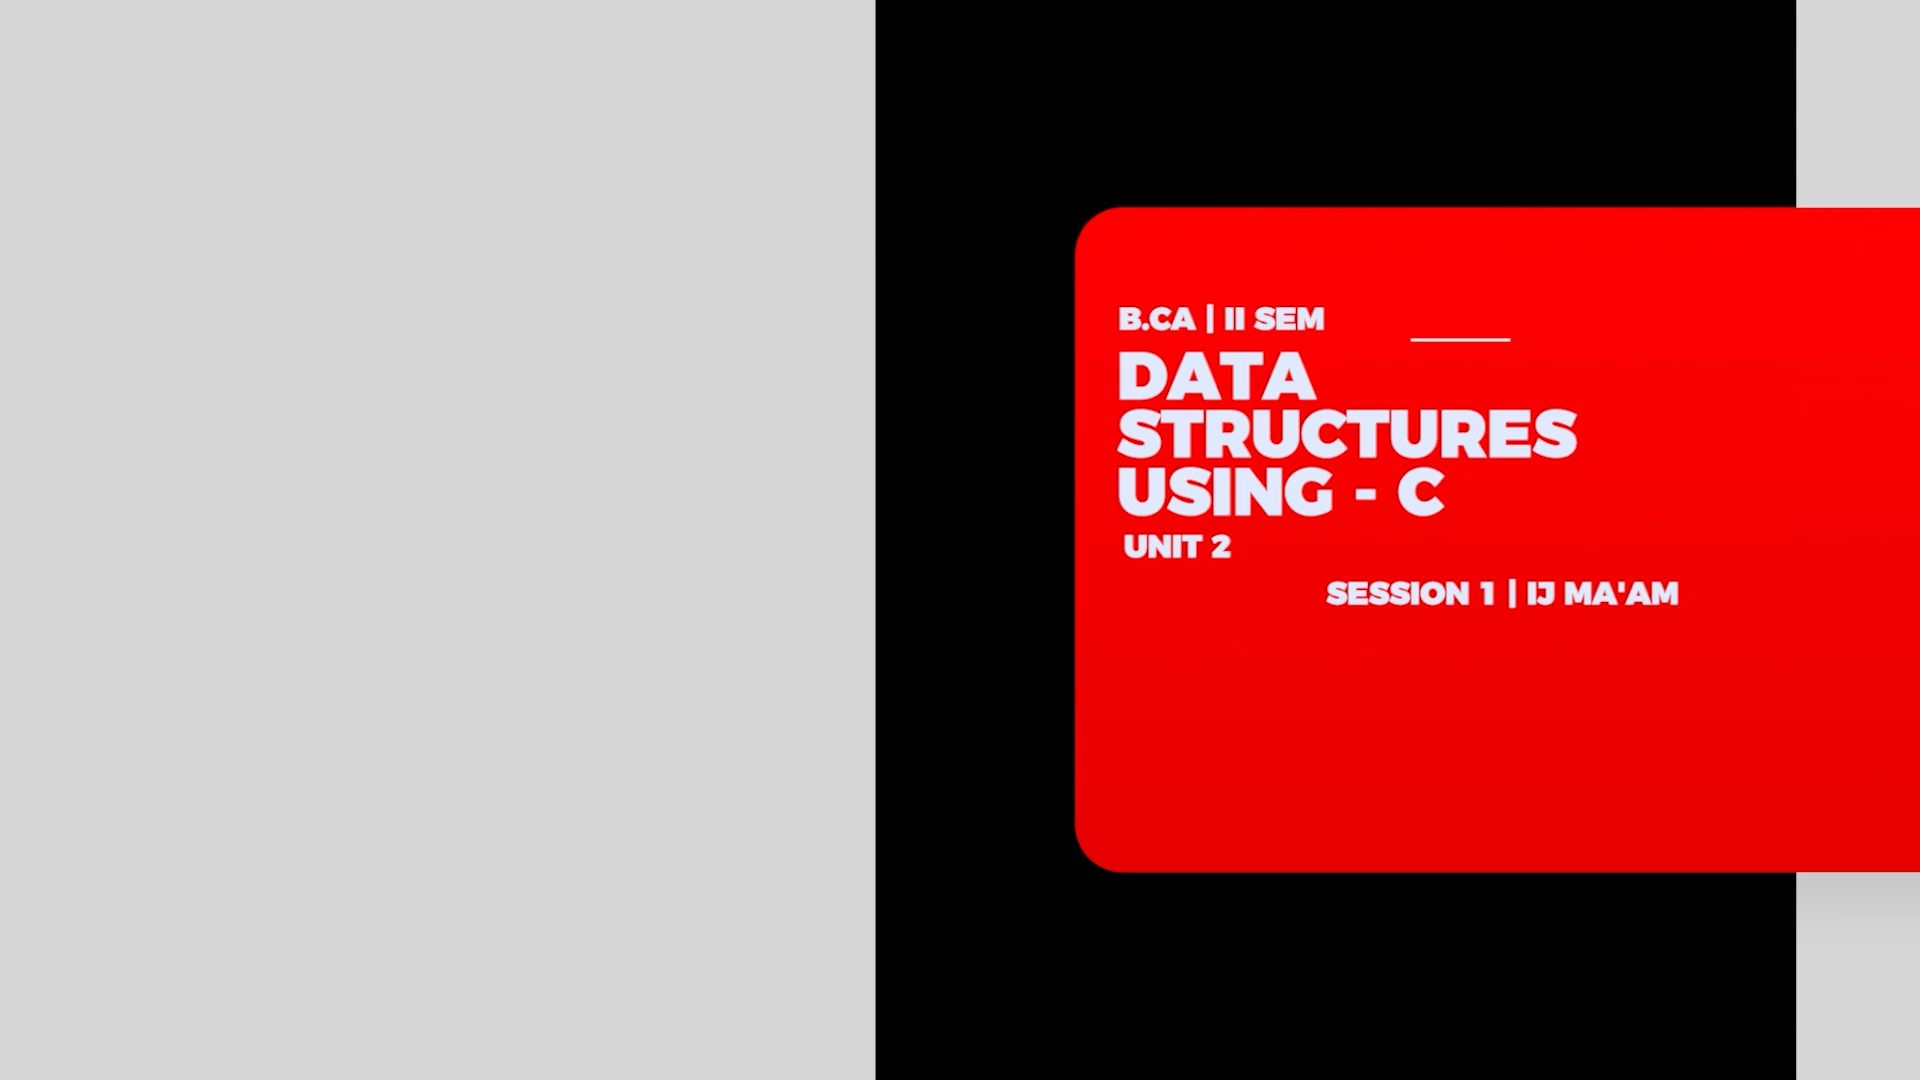 B.CA | II SEM
DATA
STRUCTURES
USING - C
UNIT 2
SESSION 1 | IJ MA'AM